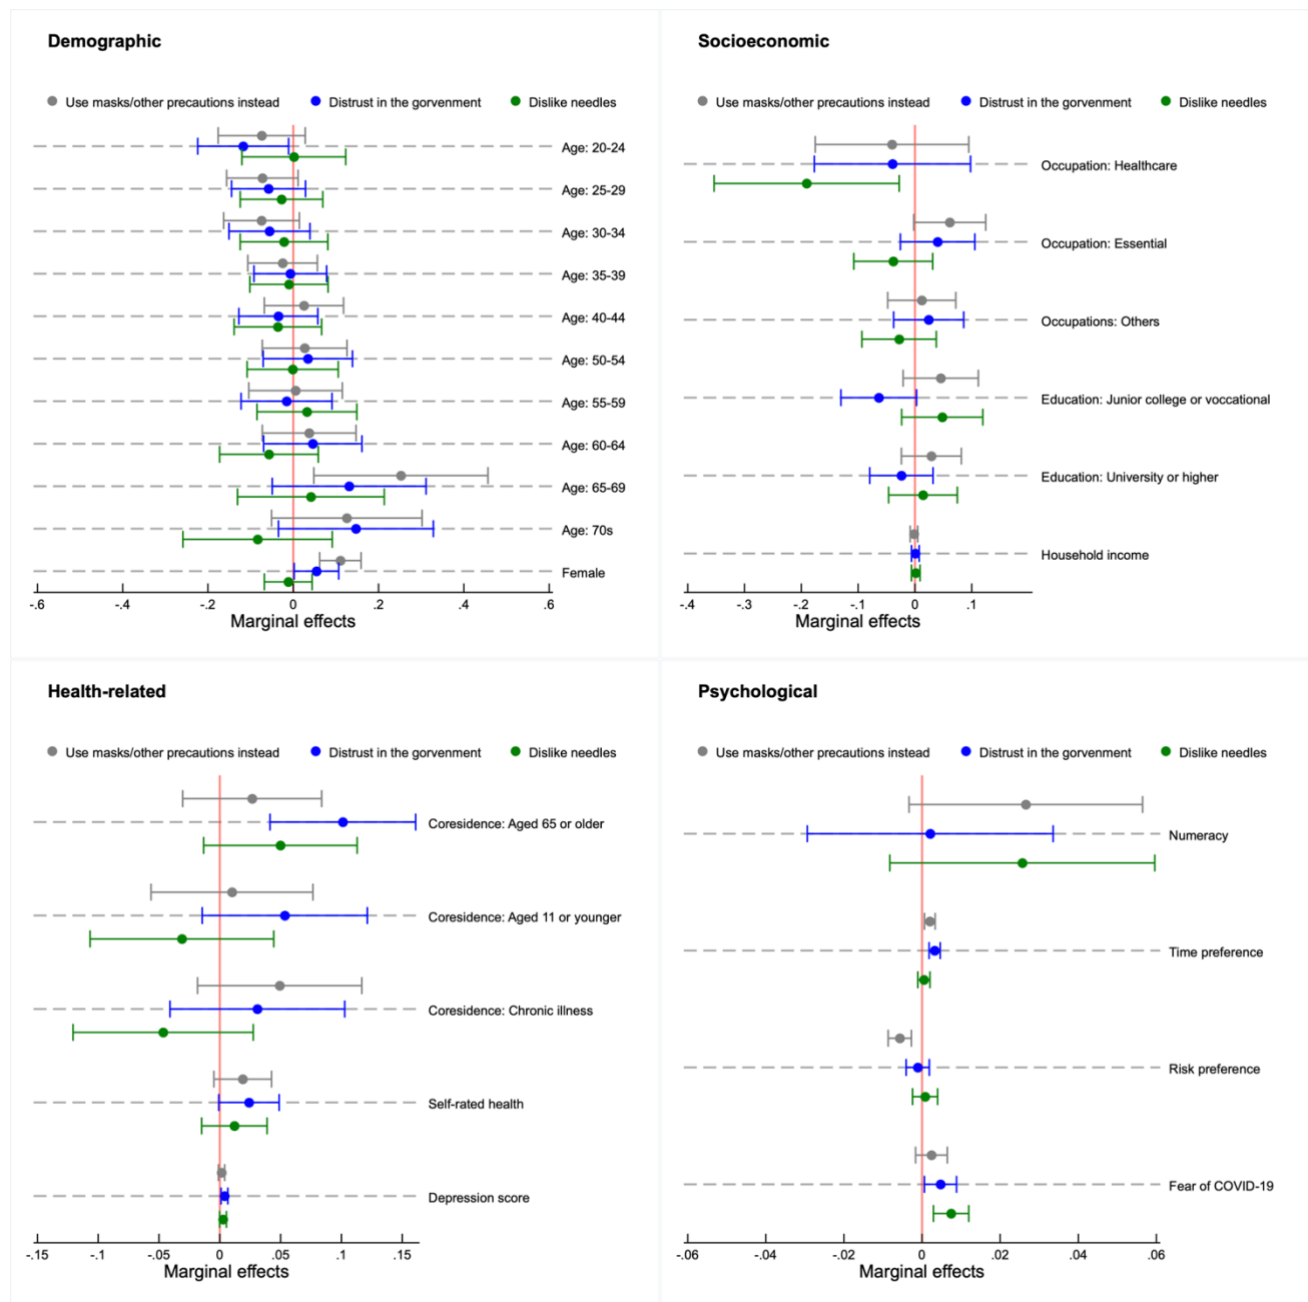 Demographic
Use masks/other precautions instead Distrust in the gorvenment Dislike needles
Age: 20-24
Age: 25-29
Age: 30-34
Age: 35-39
Age: 40-44
Age: 50-54
Age: 55-59
Age: 60-64
Age: 65-69
Age: 70s
Female
-.6 -.4 -.2 0 .2 .4 .6
Marginal effects
Socioeconomic
Use masks/other precautions instead Distrust in the gorvenment Dislike needles
Occupation: Healthcare
Occupation: Essential
Occupations: Others
Education: Junior college or voccational
Education: University or higher
Household income
-.4 -.3 -.2 -.1 0 .1
Marginal effects
Health-related
Use masks/other precautions instead Distrust in the gorvenment Dislike needles
Coresidence: Aged 65 or older
Coresidence: Aged 11 or younger
Coresidence: Chronic illness
Self-rated health
Depression score
-.15 -.1 -.05 0 .05 .1 .15
Marginal effects
Psychological
Use masks/other precautions instead Distrust in the gorvenment Dislike needles
Numeracy
Time preference
Risk preference
Fear of COVID-19
-.06 -.04 -.02 0 .02 .04 .06
Marginal effects